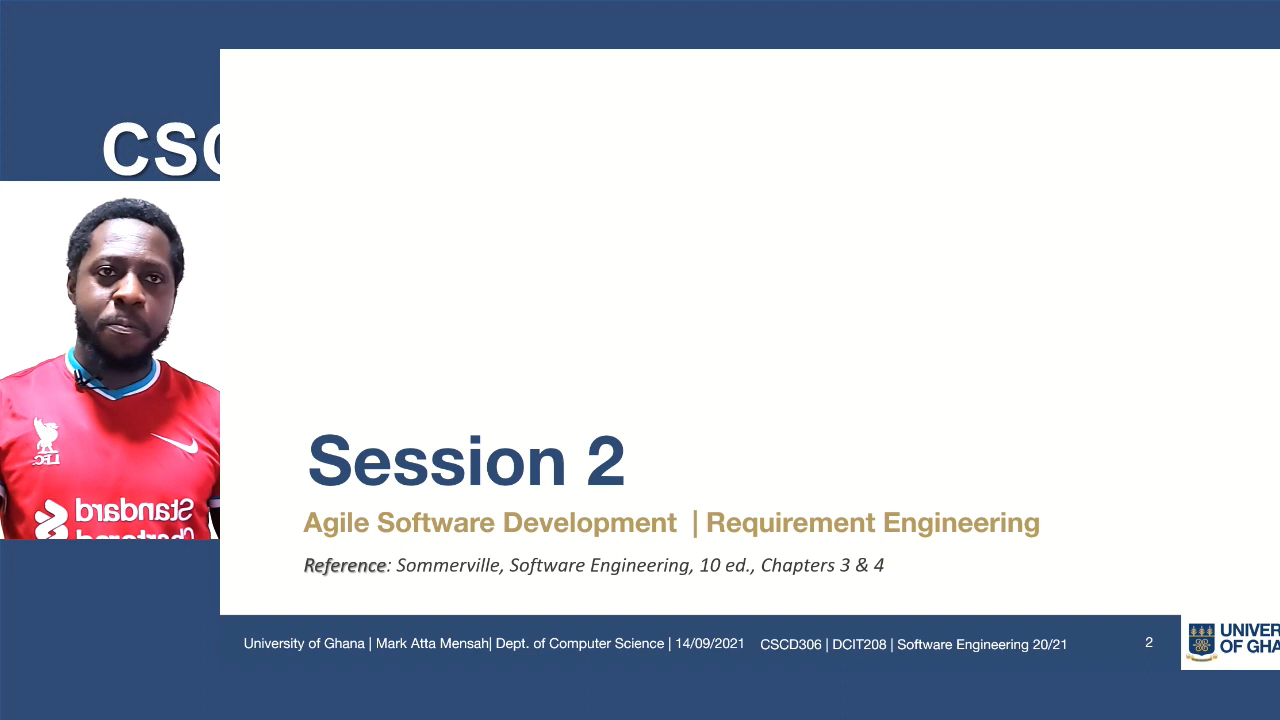 CSC
Session 2
Agile Software Development | Requirement Engineering
Reference: Sommerville, Software Engineering, 10 ed., Chapters 3 & 4
LFC
Standard
Chartered
University of Ghana | Mark Atta Mensah| Dept. of Computer Science | 14/09/2021 CSCD306 | DCIT208 | Software Engineering 20/21 2
UNIVER
OF GHA